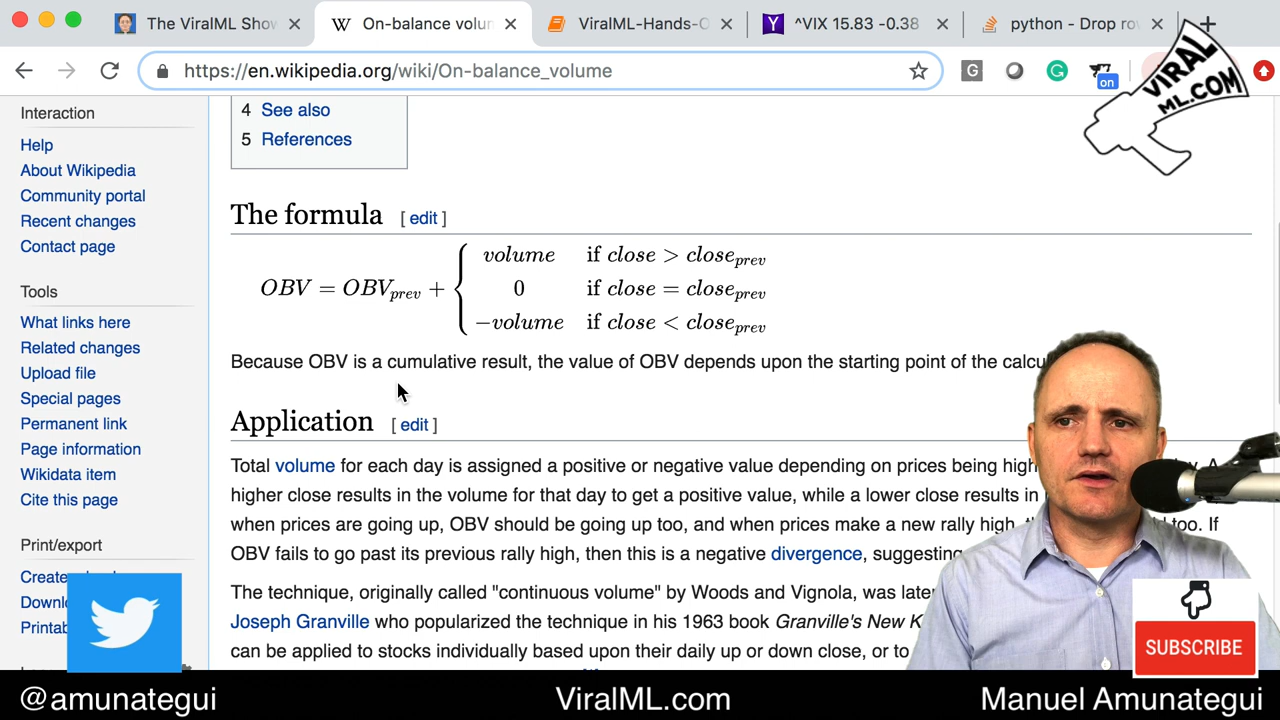 The ViralML Show
On-balance volum
ViralML-Hands-O
^VIX 15.83 -0.38
python - Drop ro
https://en.wikipedia.org/wiki/On-balance_volume
on
VIRAL
ML.COM
Interaction
Help
About Wikipedia
Community portal
Recent changes
Contact page
Tools
What links here
Related changes
Upload file
Special pages
Permanent link
Page information
Wikidata item
Cite this page
Print/export
Create
Downl
Printab
4 See also
5 References
The formula [ edit ]
OBV = OBVprev + { volume if close > closeprev
0 if close = closeprev
−volume if close < closeprev
Because OBV is a cumulative result, the value of OBV depends upon the starting point of the calcu
Application [ edit ]
Total volume for each day is assigned a positive or negative value depending on prices being high
higher close results in the volume for that day to get a positive value, while a lower close results in
when prices are going up, OBV should be going up too, and when prices make a new rally high, too. If
OBV fails to go past its previous rally high, then this is a negative divergence, suggesting
The technique, originally called "continuous volume" by Woods and Vignola, was later
Joseph Granville who popularized the technique in his 1963 book Granville's New K
can be applied to stocks individually based upon their daily up or down close, or to
SUBSCRIBE
@amunategui
ViralML.com
Manuel Amunategui